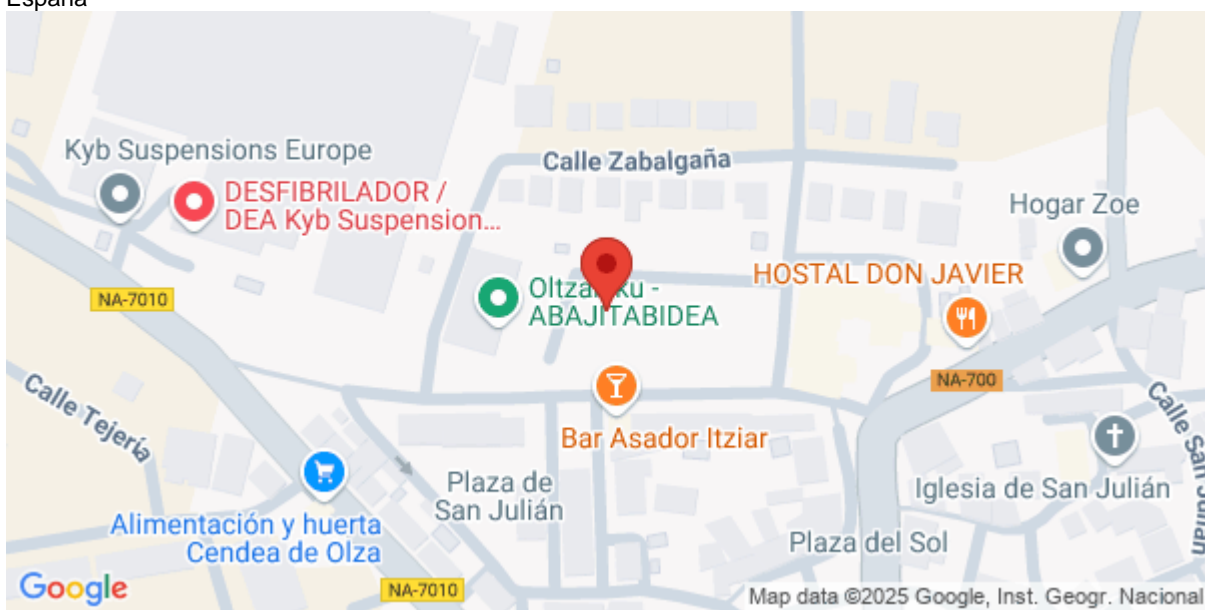 España
Kyb Suspensions Europe
DESFIBRILADOR /
DEA Kyb Suspension...
Calle Zabalgaña
Hogar Zoe
NA-7010
ABAJITABIDEA
HOSTAL DON JAVIER
NA-700
Calle Tejería
Bar Asador Itziar
Plaza de
San Julián
Calle San Julián
Iglesia de San Julián
Alimentación y huerta
Cendea de Olza
Plaza del Sol
NA-7010
Google
Map data ©2025 Google, Inst. Geogr. Nacional